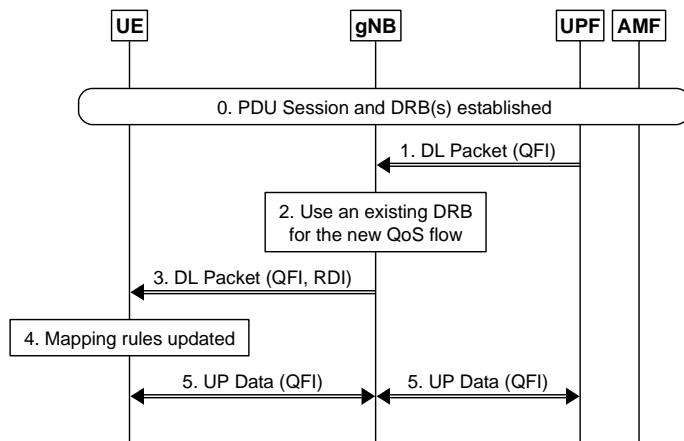 UE
gNB
UPF
AMF
0. PDU Session and DRB(s) established
1. DL Packet (QFI)
2. Use an existing DRB
for the new QoS flow
3. DL Packet (QFI, RDI)
4. Mapping rules updated
5. UP Data (QFI)
5. UP Data (QFI)